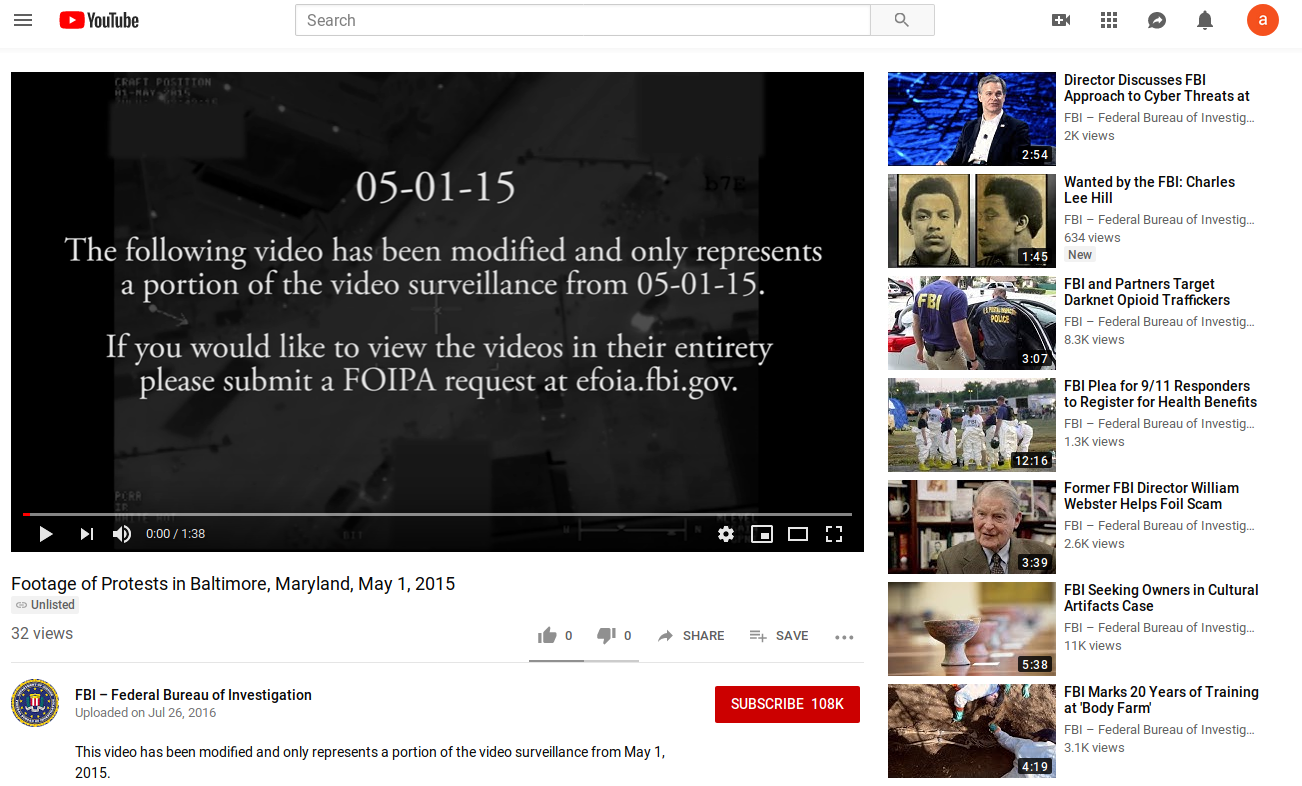 YouTube
Search
a
CRAFT POSITION
01-MAY-2015
b7E
05-01-15
The following video has been modified and only represents
a portion of the video surveillance from 05-01-15.
If you would like to view the videos in their entirety
please submit a FOIPA request at efoia.fbi.gov.
0:00 / 1:38
Footage of Protests in Baltimore, Maryland, May 1, 2015
Unlisted
32 views
0
0
SHARE
SAVE
FBI – Federal Bureau of Investigation
Uploaded on Jul 26, 2016
SUBSCRIBE 108K
This video has been modified and only represents a portion of the video surveillance from May 1,
2015.
2:54
Director Discusses FBI
Approach to Cyber Threats at
FBI – Federal Bureau of Investig…
2K views
1:45
Wanted by the FBI: Charles
Lee Hill
FBI – Federal Bureau of Investig…
634 views
New
FBI
POLICE
3:07
FBI and Partners Target
Darknet Opioid Traffickers
FBI – Federal Bureau of Investig…
8.3K views
12:16
FBI Plea for 9/11 Responders
to Register for Health Benefits
FBI – Federal Bureau of Investig…
1.3K views
3:39
Former FBI Director William
Webster Helps Foil Scam
FBI – Federal Bureau of Investig…
2.6K views
5:38
FBI Seeking Owners in Cultural
Artifacts Case
FBI – Federal Bureau of Investig…
11K views
4:19
FBI Marks 20 Years of Training
at 'Body Farm'
FBI – Federal Bureau of Investig…
3.1K views